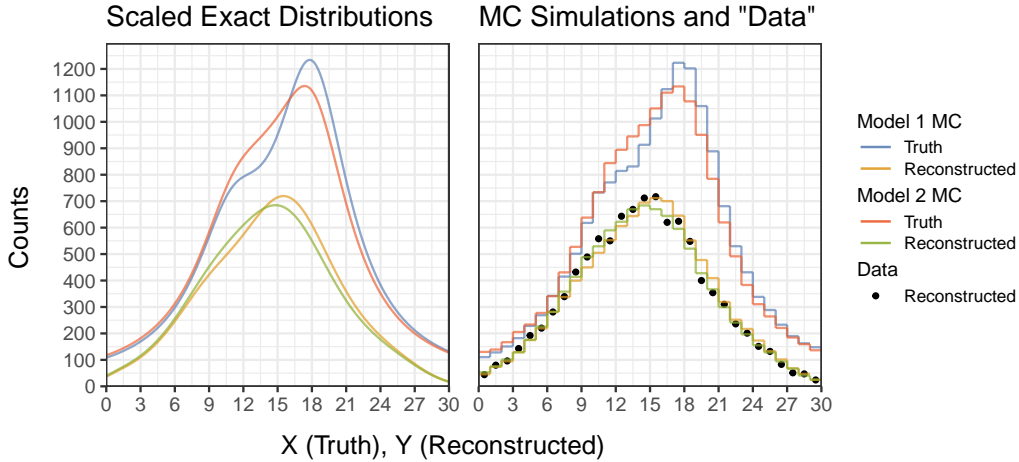 Scaled Exact Distributions
MC Simulations and "Data"
Counts
1200
1100
1000
900
800
700
600
500
400
300
200
100
0
0 3 6 9 12 15 18 21 24 27 30
0 3 6 9 12 15 18 21 24 27 30
X (Truth), Y (Reconstructed)
Model 1 MC
Truth
Reconstructed
Model 2 MC
Truth
Reconstructed
Data
Reconstructed